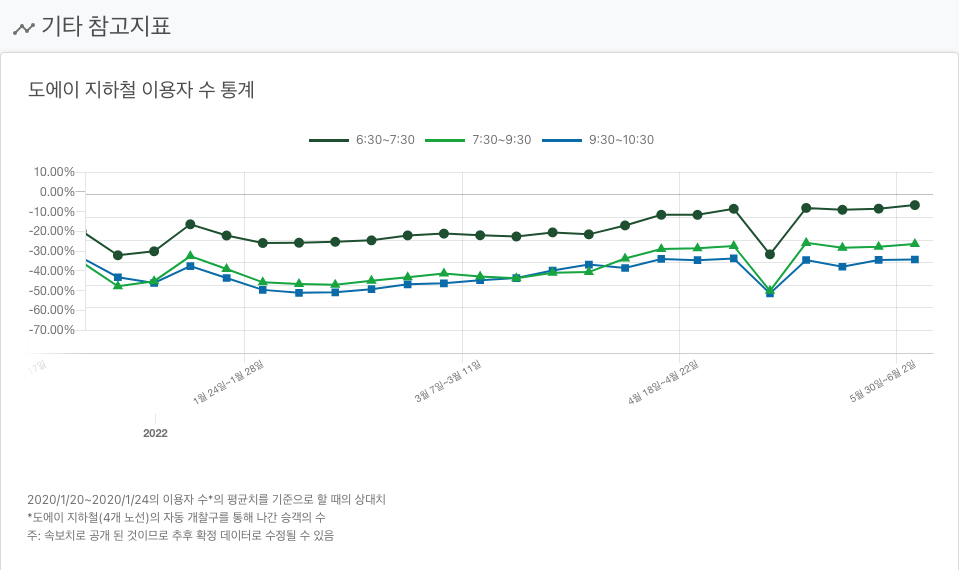 기타 참고지표
도에이 지하철 이용자 수 통계
6:30~7:30 7:30~9:30 9:30~10:30
10.00%
0.00%
-10.00%
-20.00%
-30.00%
-40.00%
-50.00%
-60.00%
-70.00%
17일
1월 24일~1월 28일
3월 7일~3월 11일
4월 18일~4월 22일
5월 30일~6월 2일
2022
2020/1/20~2020/1/24의 이용자 수*의 평균치를 기준으로 할 때의 상대치
*도에이 지하철(4개 노선)의 자동 개찰구를 통해 나간 승객의 수
주: 속보치로 공개 된 것이므로 추후 확정 데이터로 수정될 수 있음